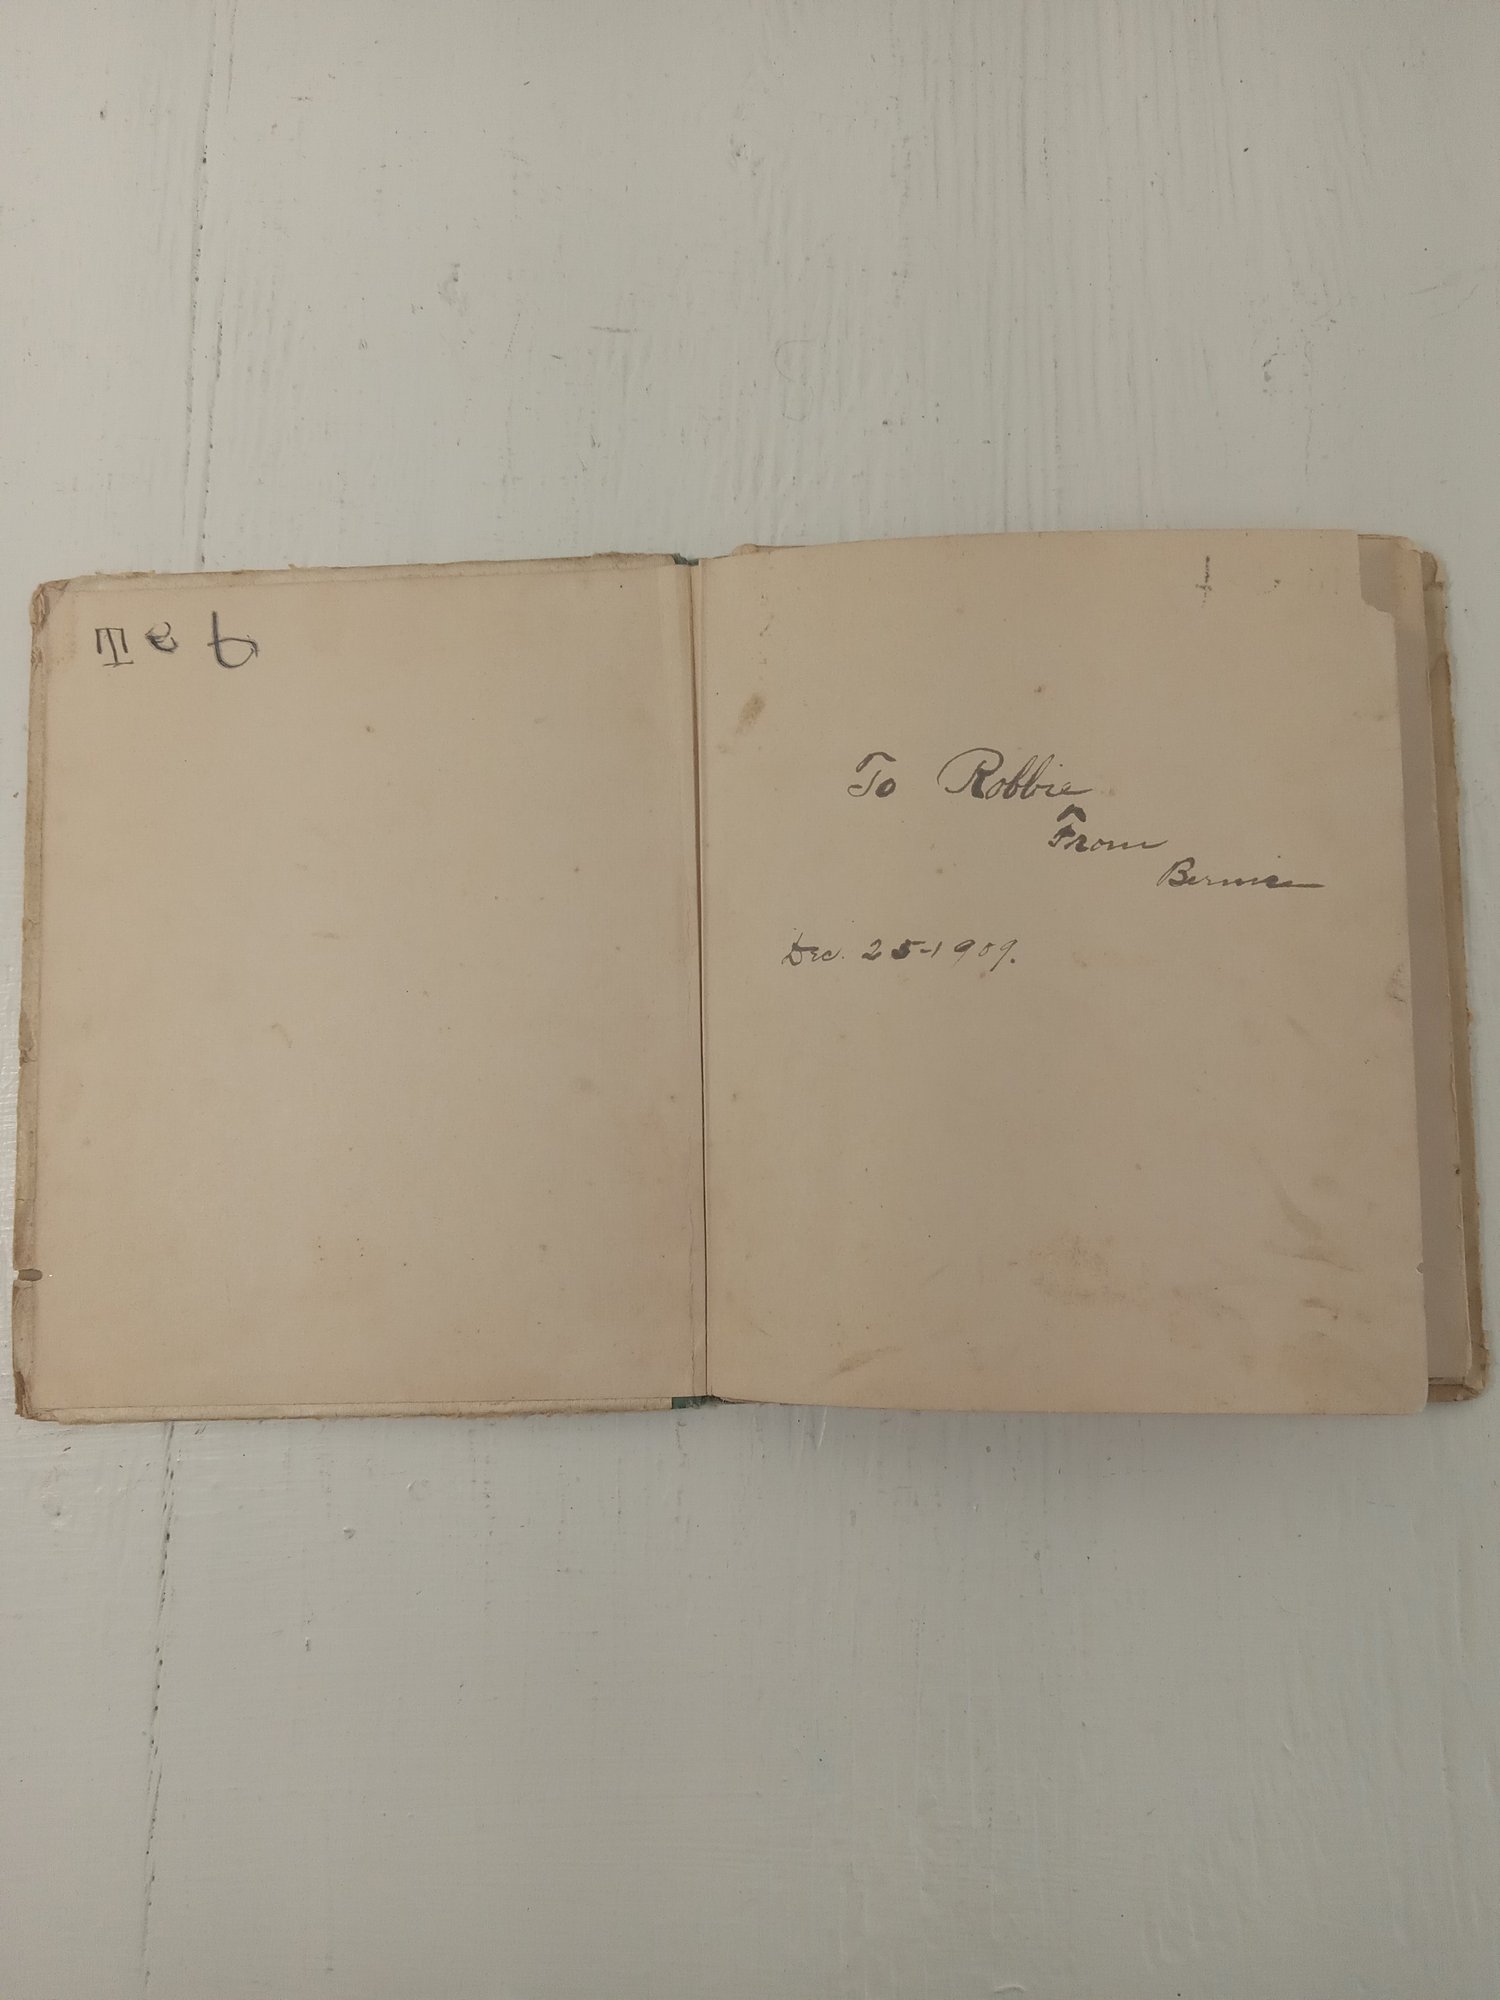 To Robbie
From
Bernice
Dec. 25-1909.